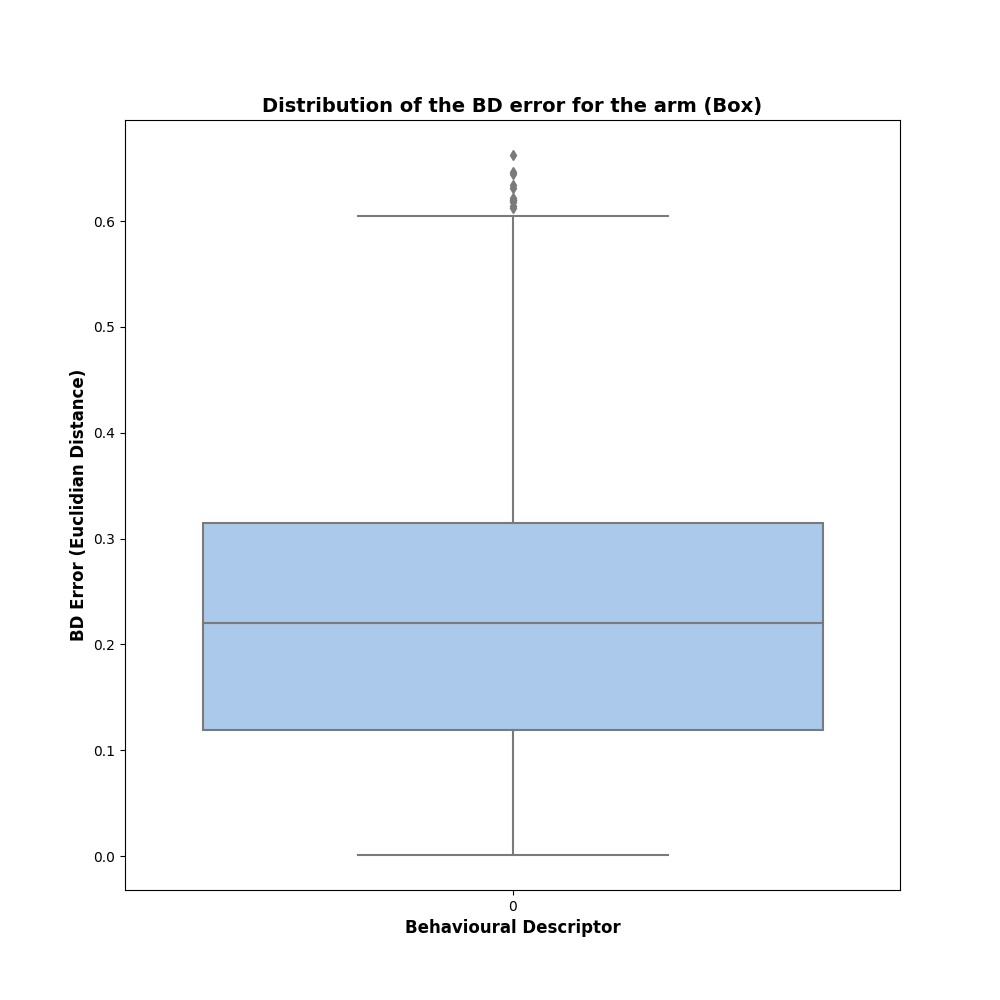 Distribution of the BD error for the arm (Box)
0.6
0.5
0.4
0.3
0.2
0.1
0.0
BD Error (Euclidian Distance)
0
Behavioural Descriptor